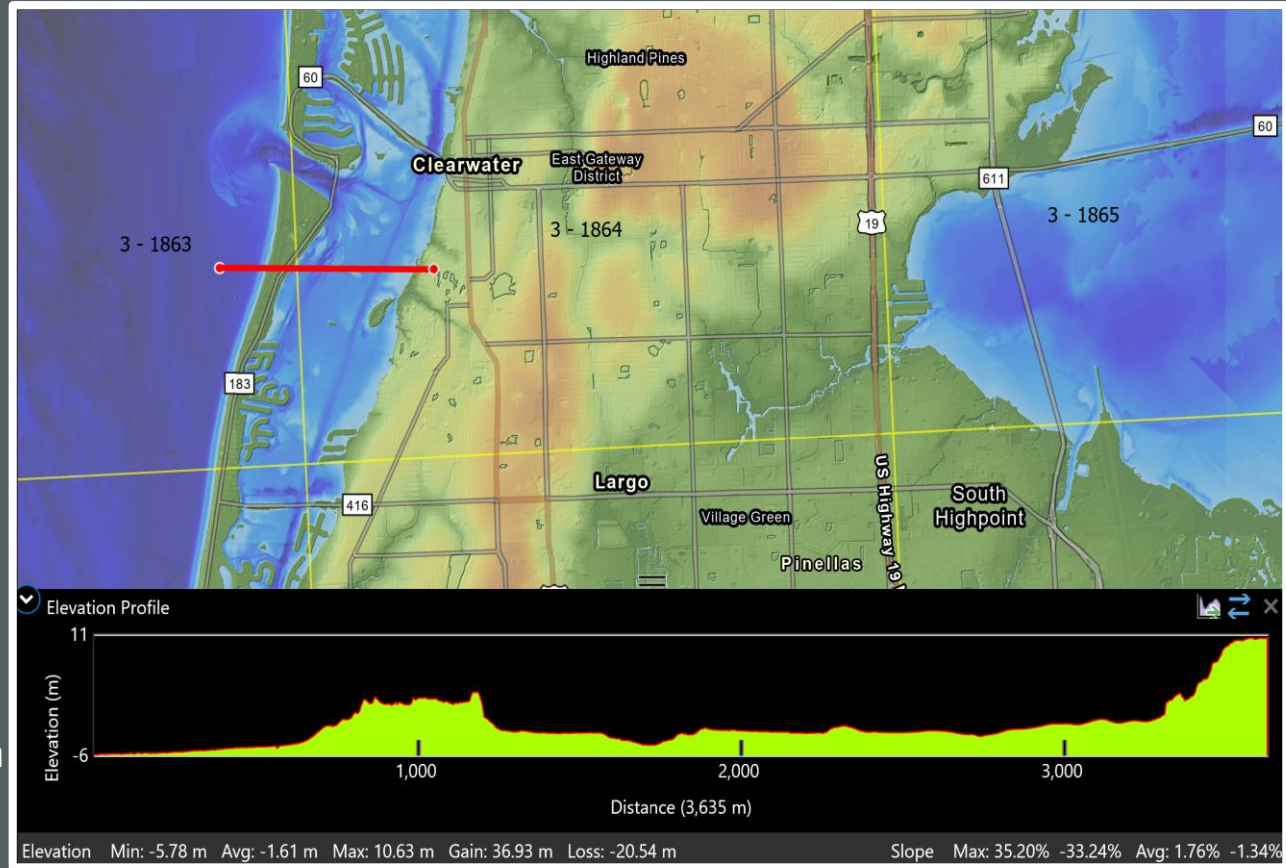 Highland Pines
60
60
Clearwater
East Gateway
District
611
3 - 1865
19
3 - 1864
3 - 1863
183
Largo
416
US Highway 19
South
Highpoint
Village Green
Pinellas
Elevation Profile
11
Elevation (m)
-6
1,000
2,000
3,000
Distance (3,635 m)
Elevation Min: -5.78 m Avg: -1.61 m Max: 10.63 m Gain: 36.93 m Loss: -20.54 m Slope Max: 35.20% -33.24% Avg: 1.76% -1.34%